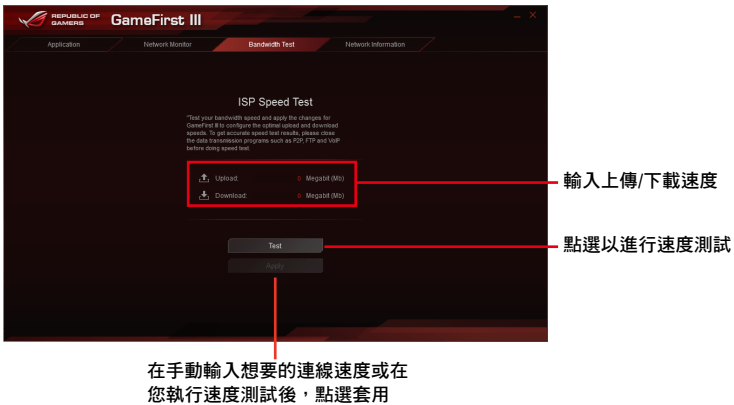 REPUBLIC OF
GAMERS
GameFirst III
Application
Network Monitor
Bandwidth Test
Network Information
ISP Speed Test
*Test your bandwidth speed and apply the changes for
GameFirst III to configure the optimal upload and download
speeds. To get accurate speed test results, please close
the data transmission programs such as P2P, FTP and VoIP
before doing speed test.
Upload: 0 Megabit (Mb)
Download: 0 Megabit (Mb)
Test
Apply
輸入上傳/下載速度
點選以進行速度測試
在手動輸入想要的連線速度或在
您執行速度測試後，點選套用